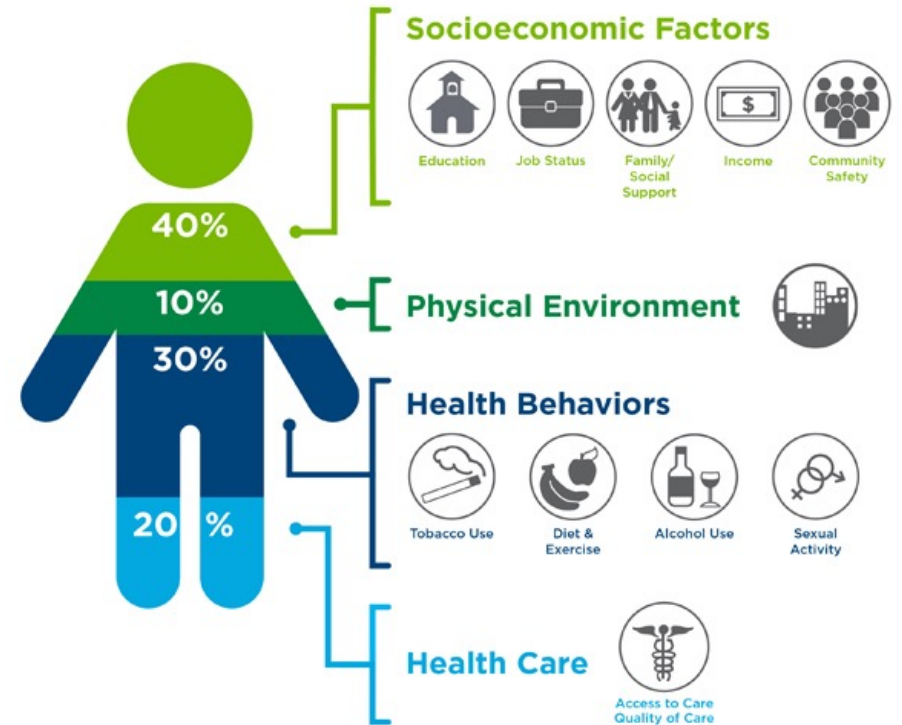 Socioeconomic Factors
$
Education
Job Status
Family/
Social
Support
Income
Community
Safety
40%
10%
Physical Environment
30%
Health Behaviors
Tobacco Use
Diet &
Exercise
Alcohol Use
Sexual
Activity
20 %
Health Care
Access to Care
Quality of Care